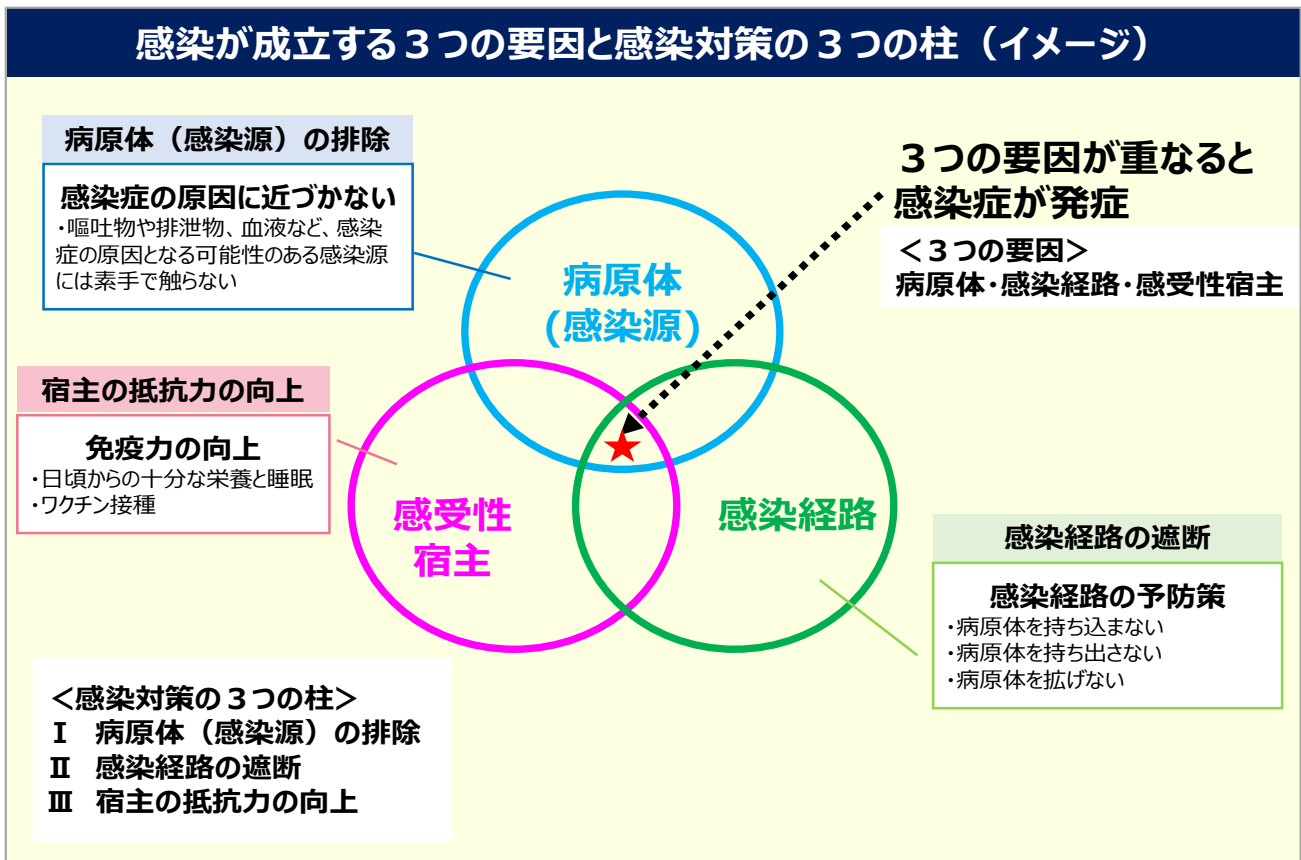 感染が成立する３つの要因と感染対策の３つの柱（イメージ）
病原体（感染源）の排除
感染症の原因に近づかない
・嘔吐物や排泄物、血液など、感染
症の原因となる可能性のある感染源
には素手で触らない
３つの要因が重なると
感染症が発症
＜３つの要因＞
病原体・感染経路・感受性宿主
病原体
(感染源)
宿主の抵抗力の向上
免疫力の向上
・日頃からの十分な栄養と睡眠
・ワクチン接種
感受性
宿主
感染経路
感染経路の遮断
感染経路の予防策
・病原体を持ち込まない
・病原体を持ち出さない
・病原体を拡げない
＜感染対策の３つの柱＞
Ⅰ　病原体（感染源）の排除
Ⅱ　感染経路の遮断
Ⅲ　宿主の抵抗力の向上